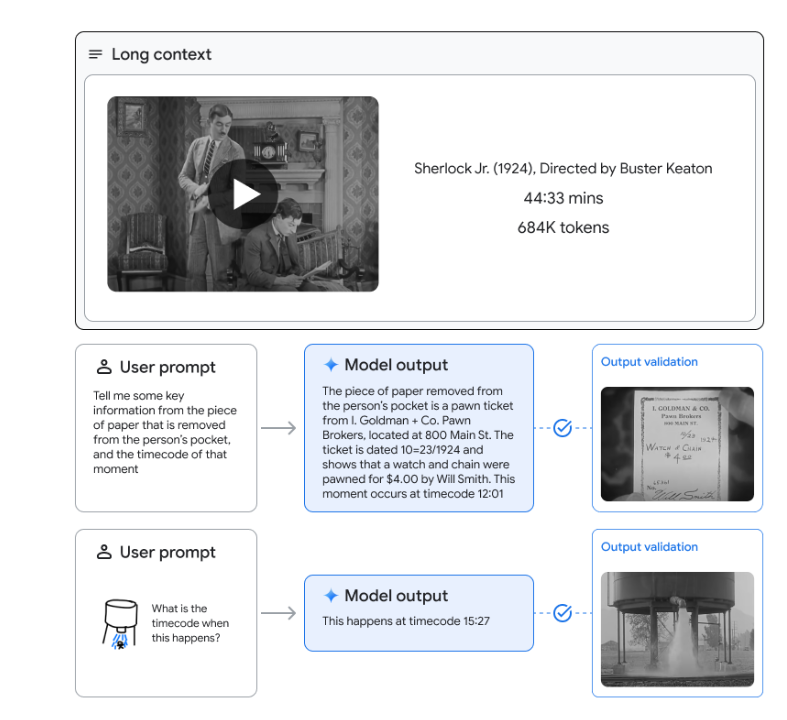 Long context
Sherlock Jr. (1924), Directed by Buster Keaton
44:33 mins
684K tokens
User prompt
Tell me some key
information from the piece
of paper that is removed
from the person's pocket,
and the timecode of that
moment
Model output
The piece of paper removed from
the person's pocket is a pawn ticket
from I. Goldman + Co. Pawn
Brokers, located at 800 Main St. The
ticket is dated 10=23/1924 and
shows that a watch and chain were
pawned for $4.00 by Will Smith. This
moment occurs at timecode 12:01
Output validation
I. GOLDMAN & CO.
Pawn Brokers
MAIN ST.
1924
WATCH & CHAIN
No.
Will Smith
User prompt
What is the
timecode when
this happens?
Model output
This happens at timecode 15:27
Output validation